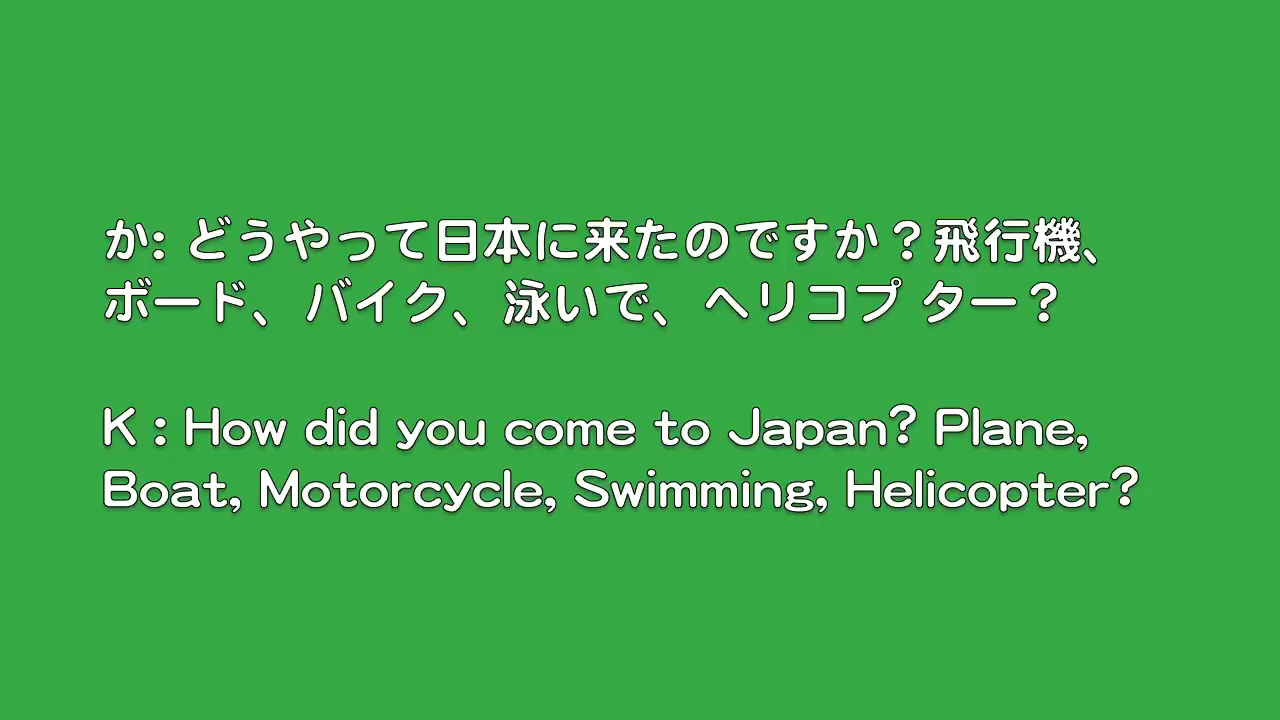 か: どうやって日本に来たのですか？飛行機、
ボード、バイク、泳いで、ヘリコプ ター？
K : How did you come to Japan? Plane,
Boat, Motorcycle, Swimming, Helicopter?